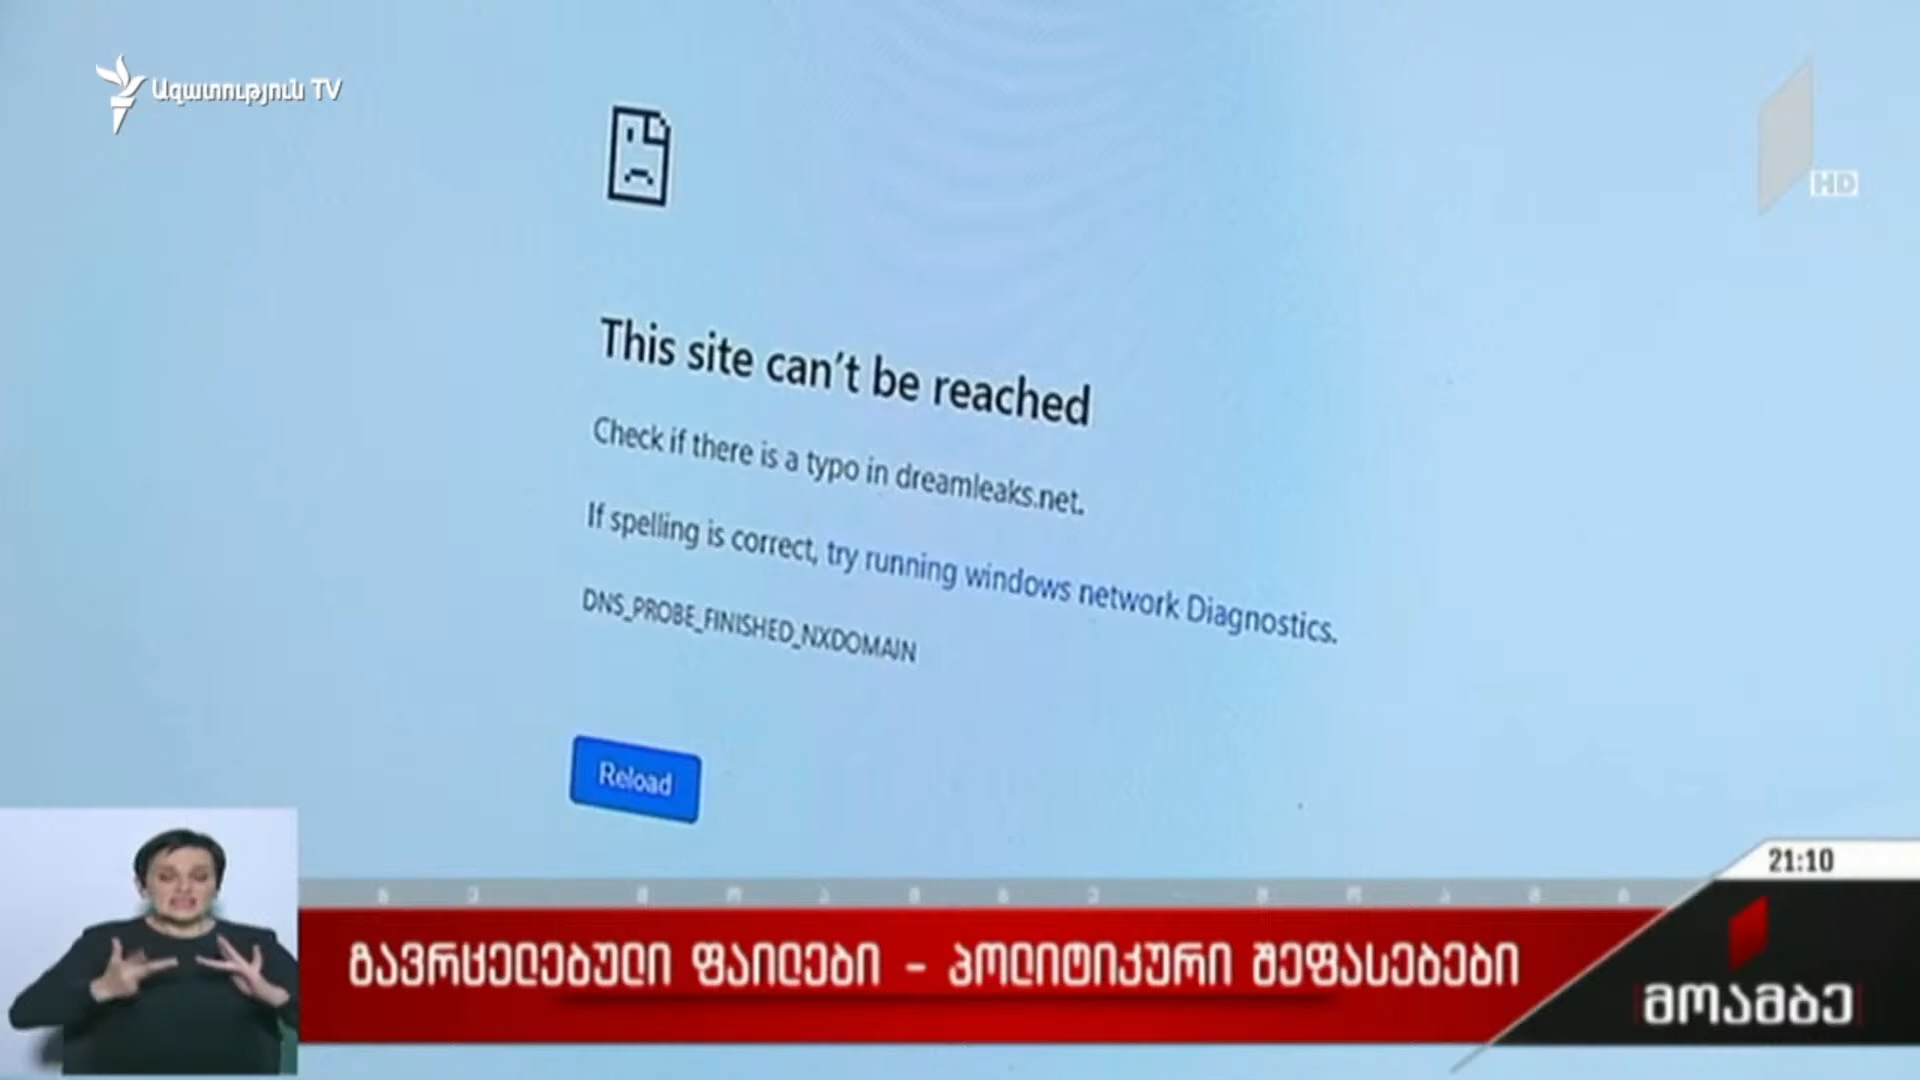 Ազատություն TV
HD
This site can't be reached
Check if there is a typo in dreamleaks.net.
If spelling is correct, try running windows network Diagnostics.
DNS_PROBE_FINISHED_NXDOMAIN
Reload
21:10
გავრცელებული ფაილები - პოლიტიკური შეფასებები
მოამბე